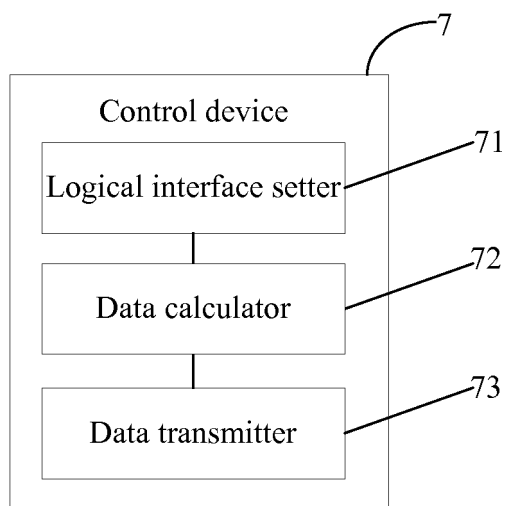 7
Control device
Logical interface setter
71
Data calculator
72
Data transmitter
73